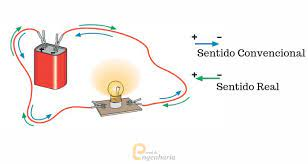 + -
Sentido Convencional
+ -
Sentido Real
engenharia